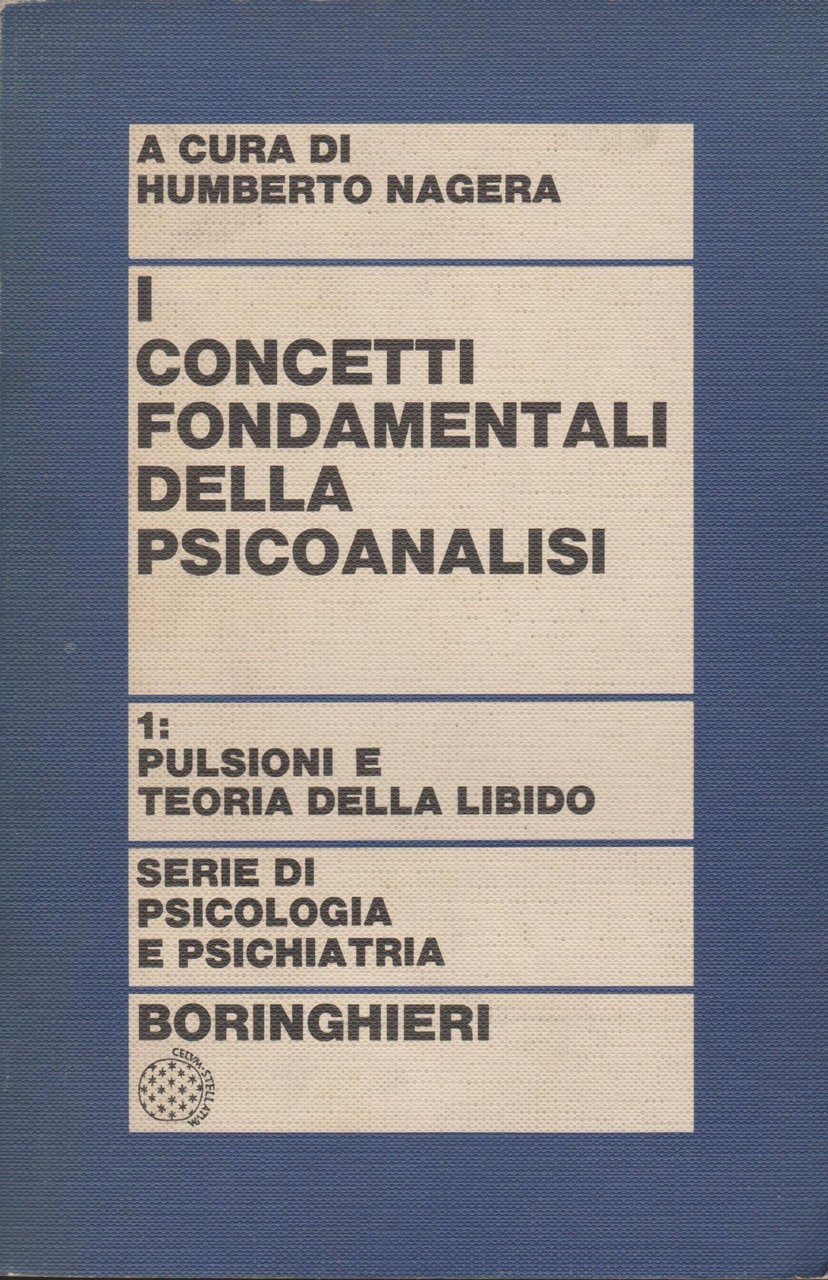 A CURA DI
HUMBERTO NAGERA
I
CONCETTI
FONDAMENTALI
DELLA
PSICOANALISI
1:
PULSIONI E
TEORIA DELLA LIBIDO
SERIE DI
PSICOLOGIA
E PSICHIATRIA
BORINGHIERI
CELVM·STELLATVM